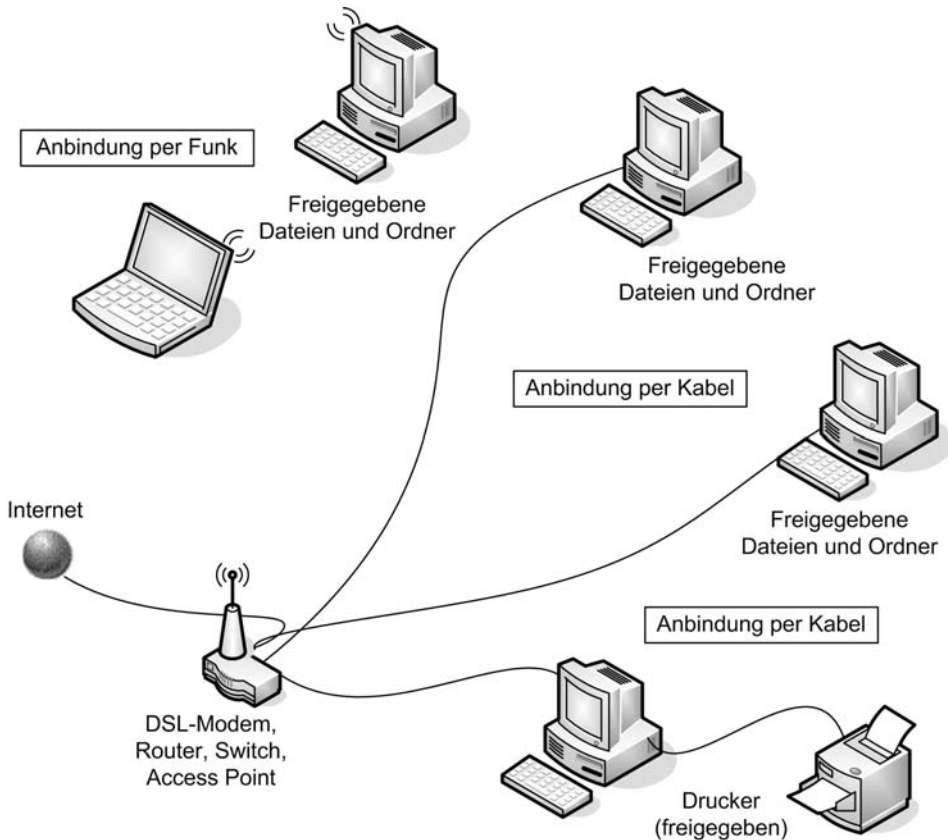 Anbindung per Funk
Freigegebene
Dateien und Ordner
Freigegebene
Dateien und Ordner
Anbindung per Kabel
Freigegebene
Dateien und Ordner
Internet
Anbindung per Kabel
DSL-Modem,
Router, Switch,
Access Point
Drucker
(freigegeben)